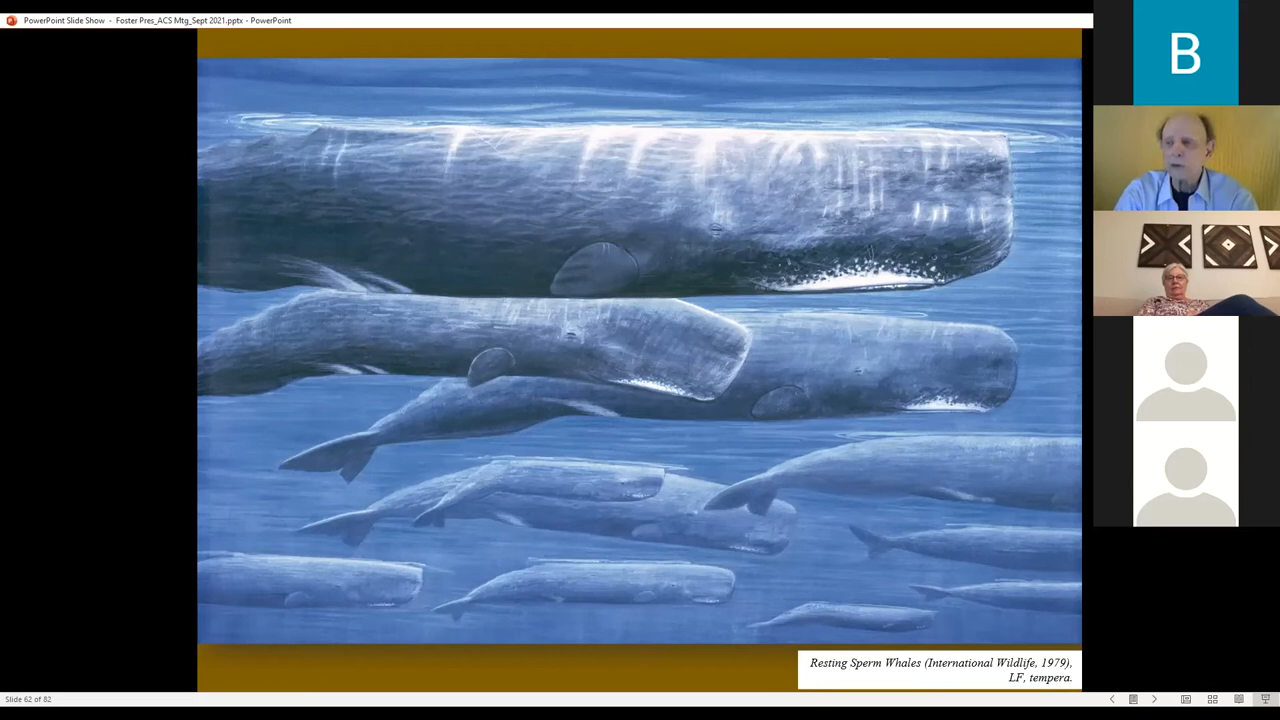 PowerPoint Slide Show - Foster Pres_ACS Mtg_Sept 2021.pptx - PowerPoint
B
Resting Sperm Whales (International Wildlife, 1979),
LF, tempera.
Slide 62 of 82